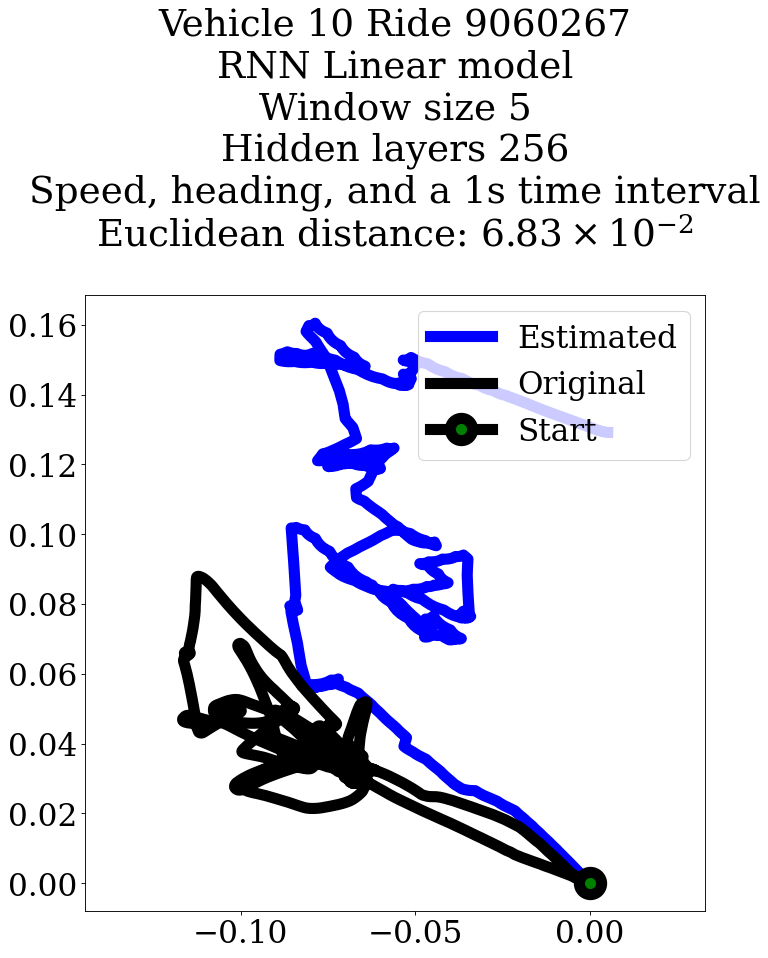 Vehicle 10 Ride 9060267
RNN Linear model
Window size 5
Hidden layers 256
Speed, heading, and a 1s time interval
Euclidean distance: 6.83 × 10⁻²
Estimated
Original
Start
0.16
0.14
0.12
0.10
0.08
0.06
0.04
0.02
0.00
−0.10 −0.05 0.00